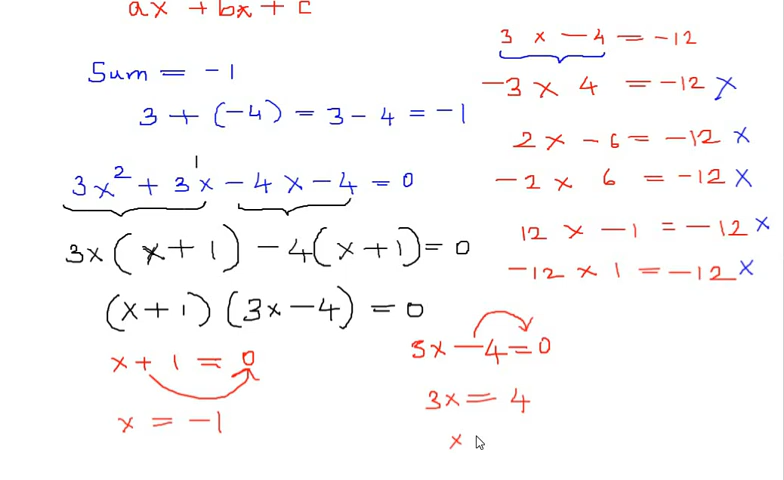 ax + bx + c
Sum = -1
3 + (-4) = 3 - 4 = -1
3x² + 3x - 4x - 4 = 0
3x(x+1) - 4(x+1) = 0
(x+1)(3x-4) = 0
x + 1 = 0
x = -1
3 x -4 = -12
-3 x 4 = -12 x
2 x -6 = -12 x
-2 x 6 = -12 x
12 x -1 = -12 x
-12 x 1 = -12 x
3x - 4 = 0
3x = 4
x